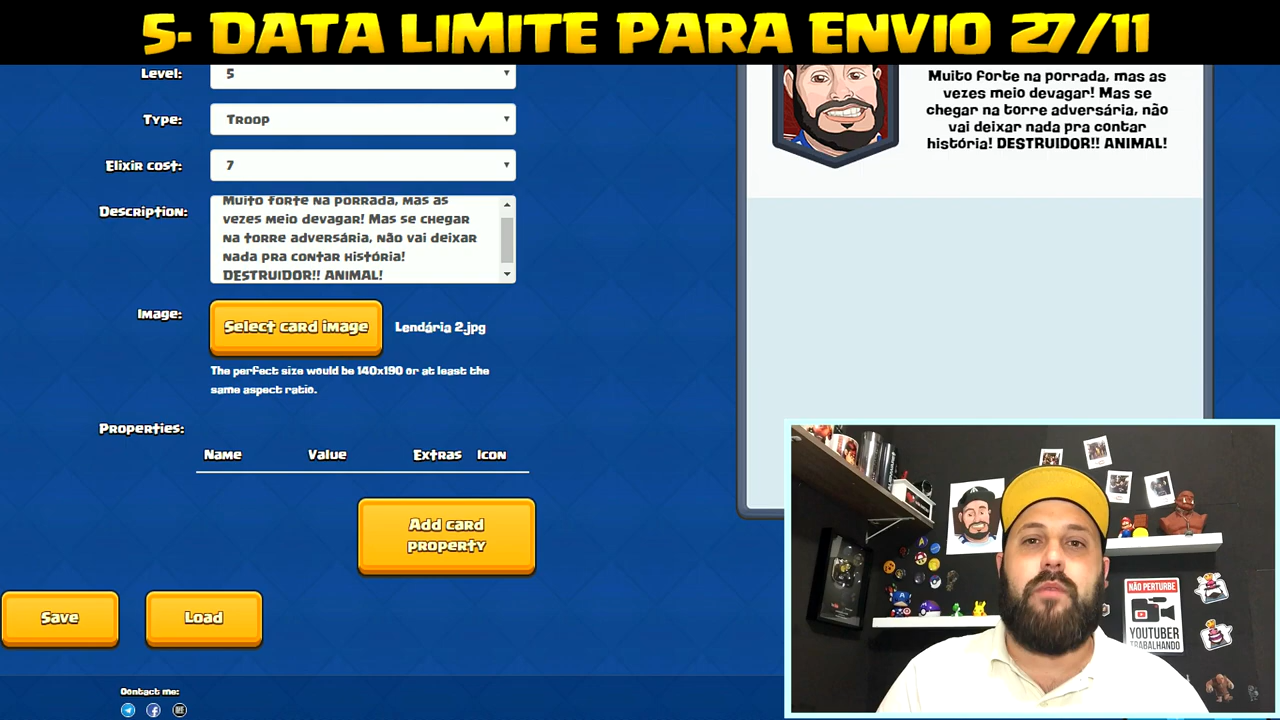 5- DATA LIMITE PARA ENVIO 27/11
Level:
5
Type:
Troop
Elixir cost:
7
Description:
Muito forte na porrada, mas as
vezes meio devagar! Mas se chegar
na torre adversária, não vai deixar
nada pra contar história!
DESTRUIDOR!! ANIMAL!
Image:
Select card image
Lendária 2.jpg
The perfect size would be 140x190 or at least the
same aspect ratio.
Properties:
Name Value Extras Icon
Add card
property
Save
Load
Contact me:
Muito forte na porrada, mas as
vezes meio devagar! Mas se
chegar na torre adversária, não
vai deixar nada pra contar
história! DESTRUIDOR!! ANIMAL!
NÃO PERTURBE
YOUTUBER
TRABALHANDO